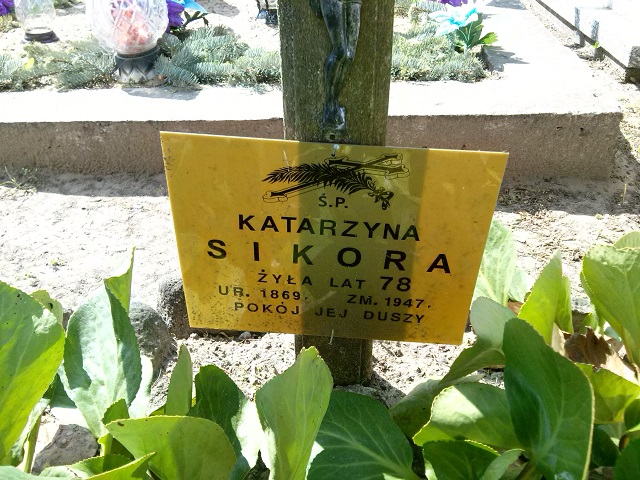 Ś.P.
KATARZYNA
SIKORA
ŻYŁA LAT 78
UR. 1869. ZM. 1947.
POKÓJ JEJ DUSZY